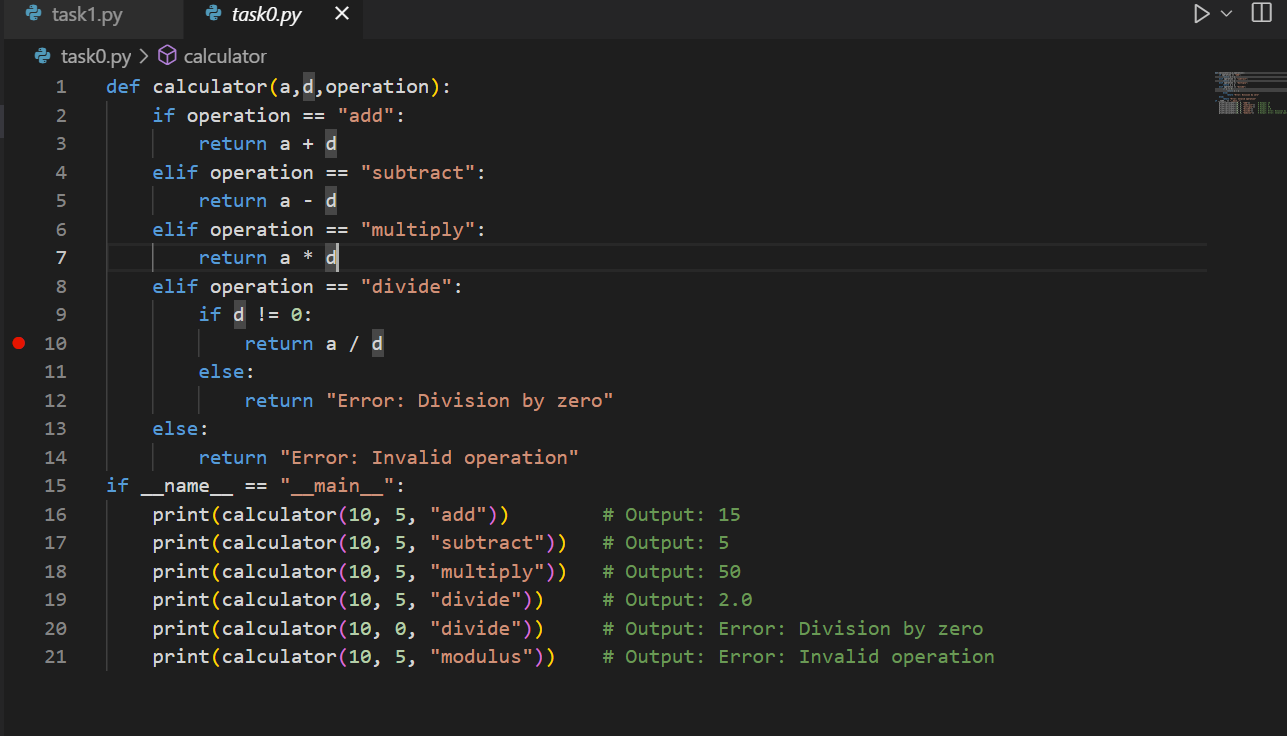 task1.py task0.py
task0.py calculator
1 def calculator(a,d,operation):
2     if operation == "add":
3         return a + d
4     elif operation == "subtract":
5         return a - d
6     elif operation == "multiply":
7         return a * d
8     elif operation == "divide":
9         if d != 0:
10             return a / d
11         else:
12             return "Error: Division by zero"
13     else:
14         return "Error: Invalid operation"
15 if __name__ == "__main__":
16     print(calculator(10, 5, "add"))        # Output: 15
17     print(calculator(10, 5, "subtract"))   # Output: 5
18     print(calculator(10, 5, "multiply"))   # Output: 50
19     print(calculator(10, 5, "divide"))     # Output: 2.0
20     print(calculator(10, 0, "divide"))     # Output: Error: Division by zero
21     print(calculator(10, 5, "modulus"))    # Output: Error: Invalid operation